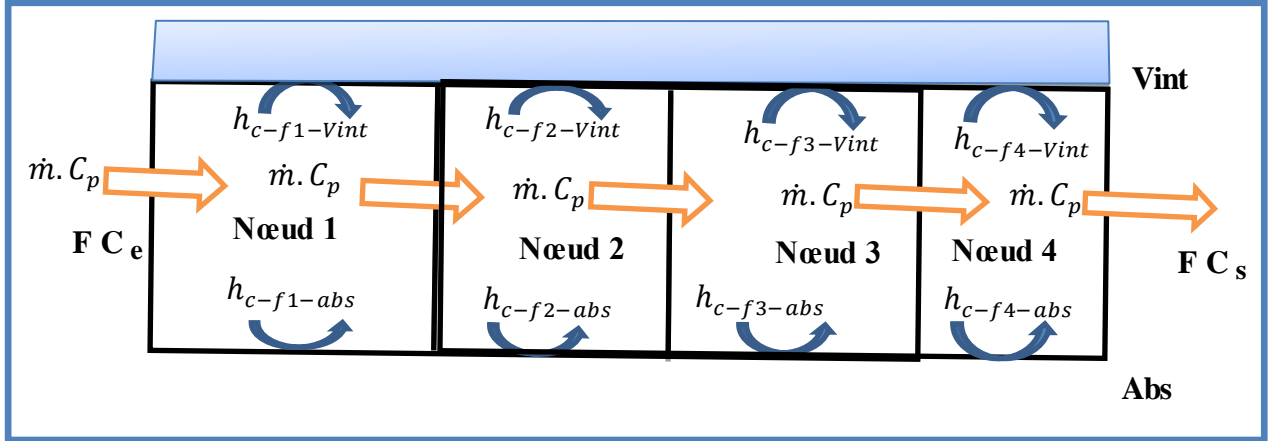 Vint
h_{c-f1-Vint} h_{c-f2-Vint} h_{c-f3-Vint} h_{c-f4-Vint}
ṁ. C_p ṁ. C_p ṁ. C_p ṁ. C_p ṁ. C_p
F C_e Nœud 1 Nœud 2 Nœud 3 Nœud 4 F C_s
h_{c-f1-abs} h_{c-f2-abs} h_{c-f3-abs} h_{c-f4-abs}
Abs